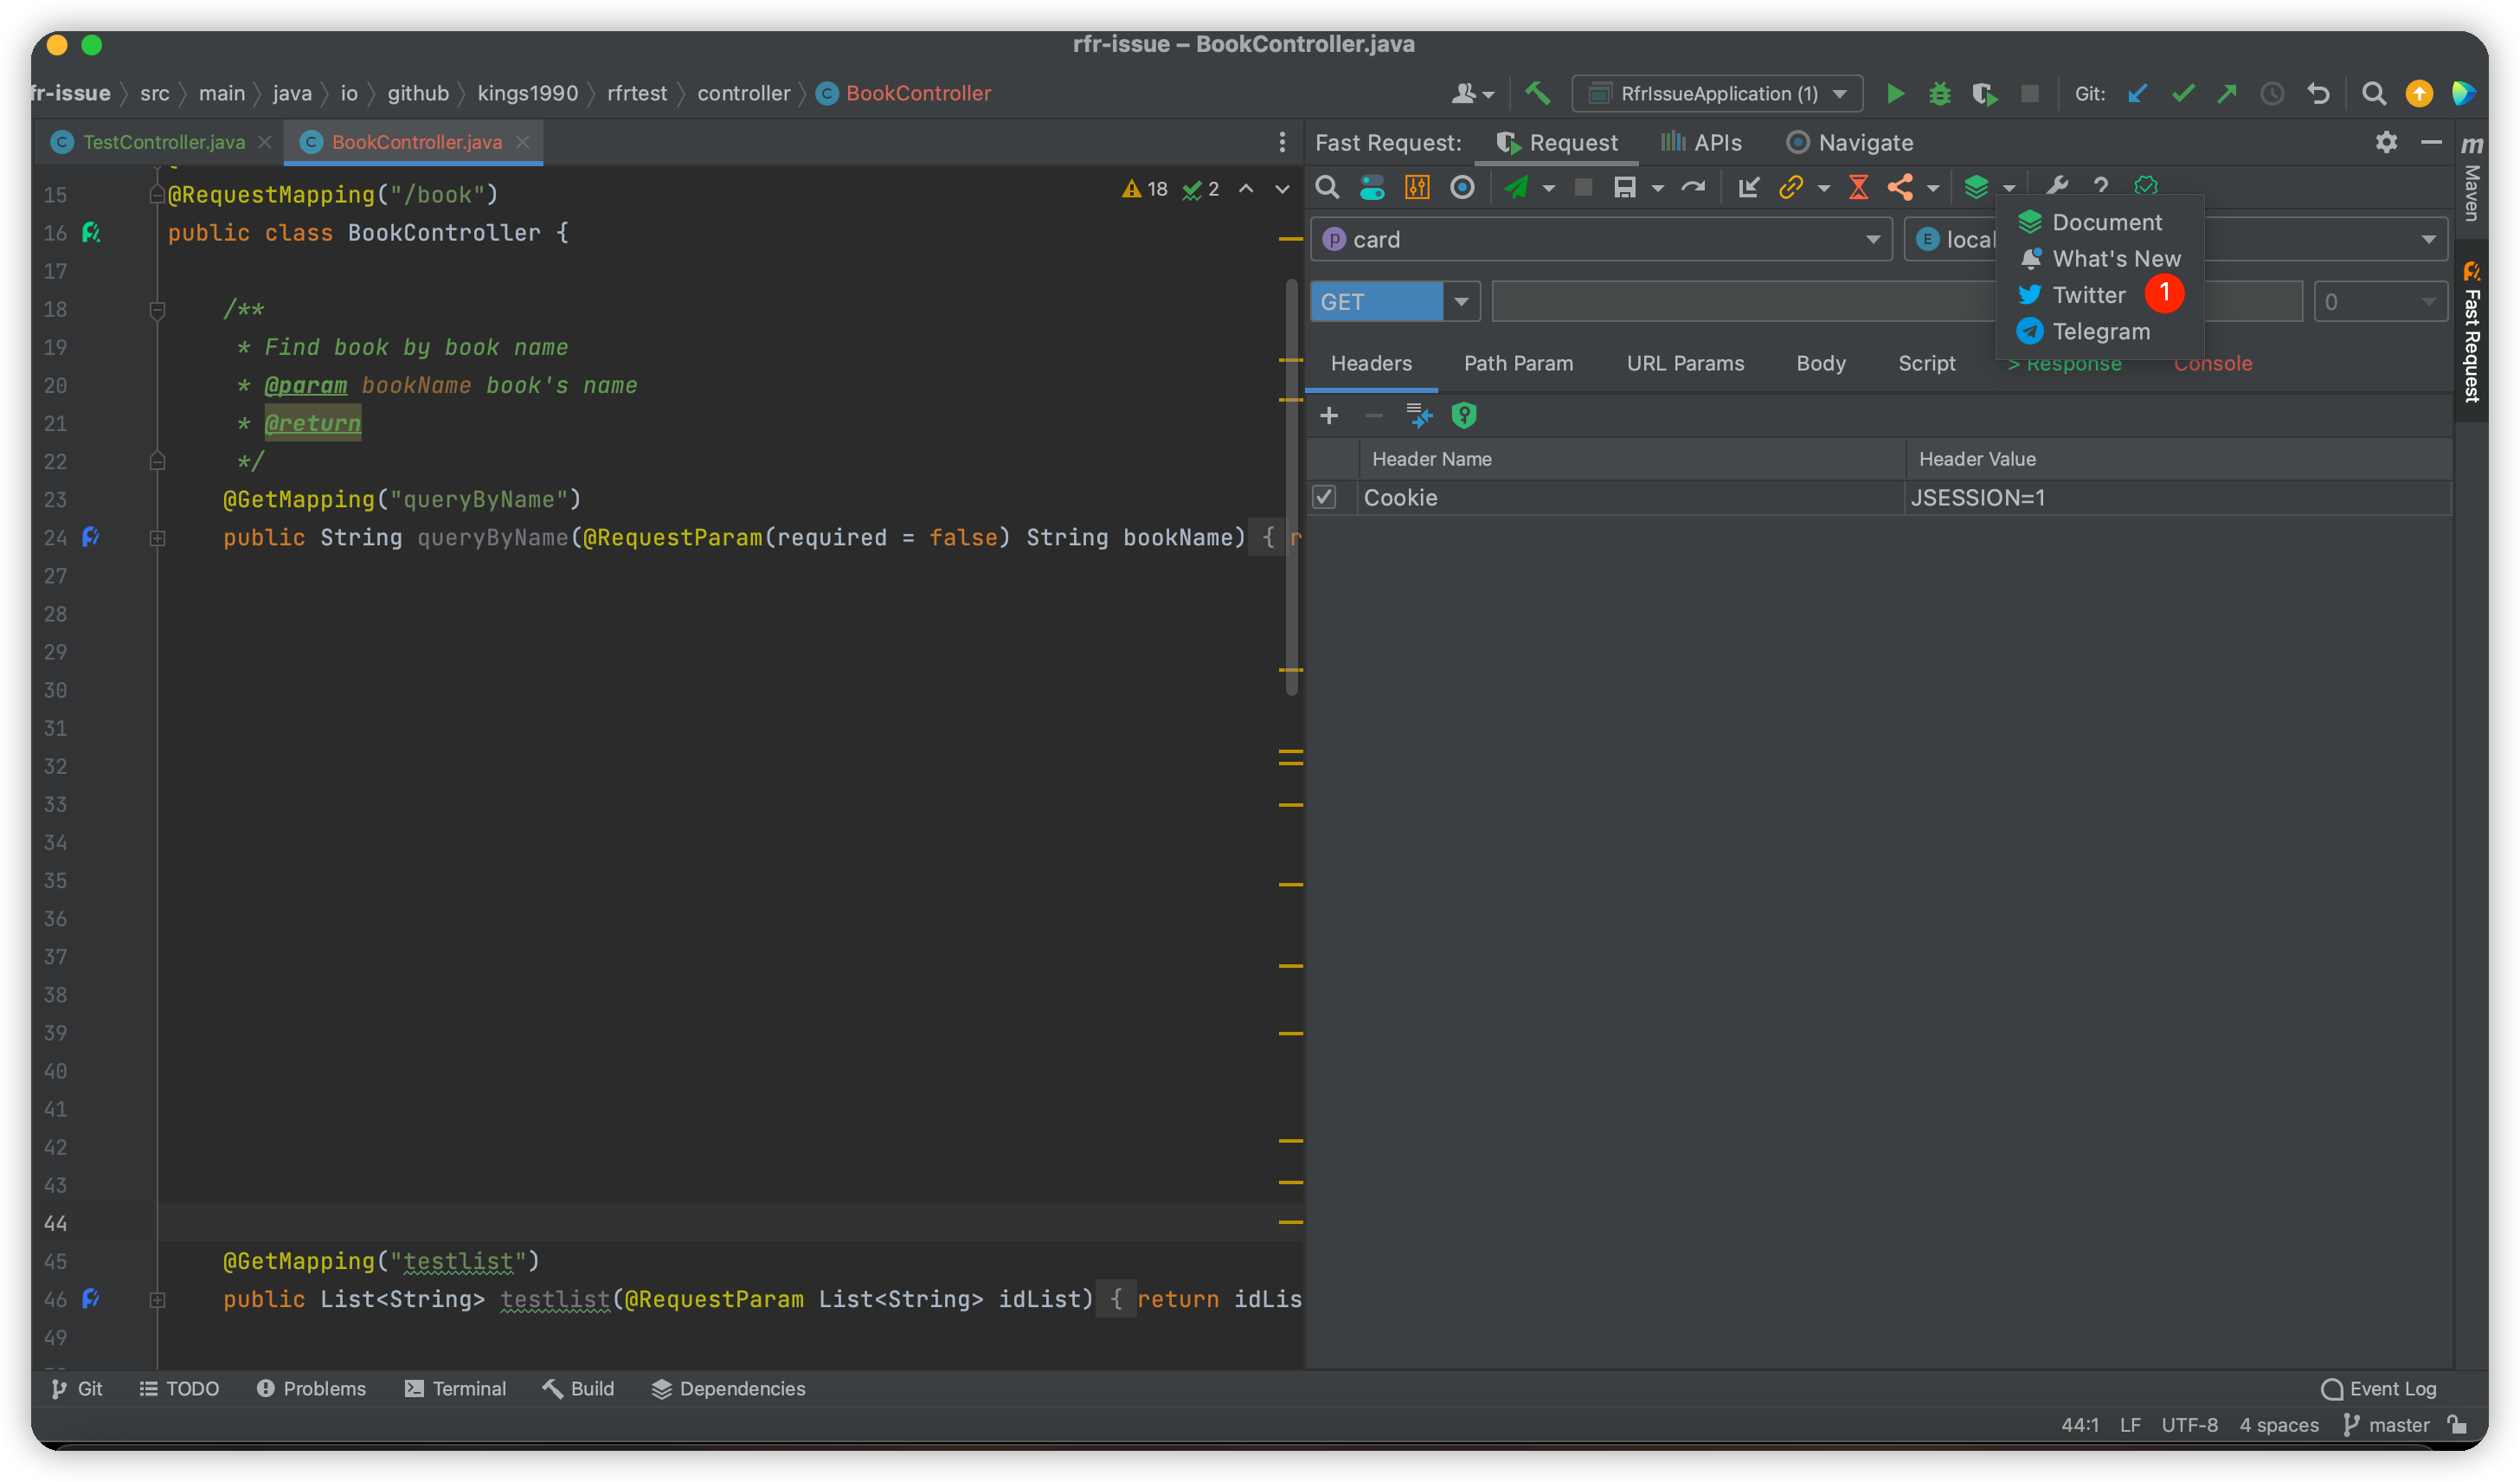 rfr-issue – BookController.java
fr-issue src main java io github kings1990 rfrtest controller C BookController
RfrIssueApplication (1) Git:
C TestController.java C BookController.java
Fast Request: Request APIs Navigate
m
Maven
Fast Request
18 2
15 @RequestMapping("/book")
16 public class BookController {
17
18 /**
19 * Find book by book name
20 * @param bookName book's name
21 * @return
22 */
23 @GetMapping("queryByName")
24 public String queryByName(@RequestParam(required = false) String bookName) { r
27
28
29
30
31
32
33
34
35
36
37
38
39
40
41
42
43
44
45 @GetMapping("testlist")
46 public List<String> testlist(@RequestParam List<String> idList) { return idLis
49
p card
E local
Document
What's New
Twitter 1
Telegram
GET
0
Headers Path Param URL Params Body Script > Response Console
Header Name Header Value
Cookie JSESSION=1
Git TODO Problems Terminal Build Dependencies Event Log
44:1 LF UTF-8 4 spaces master